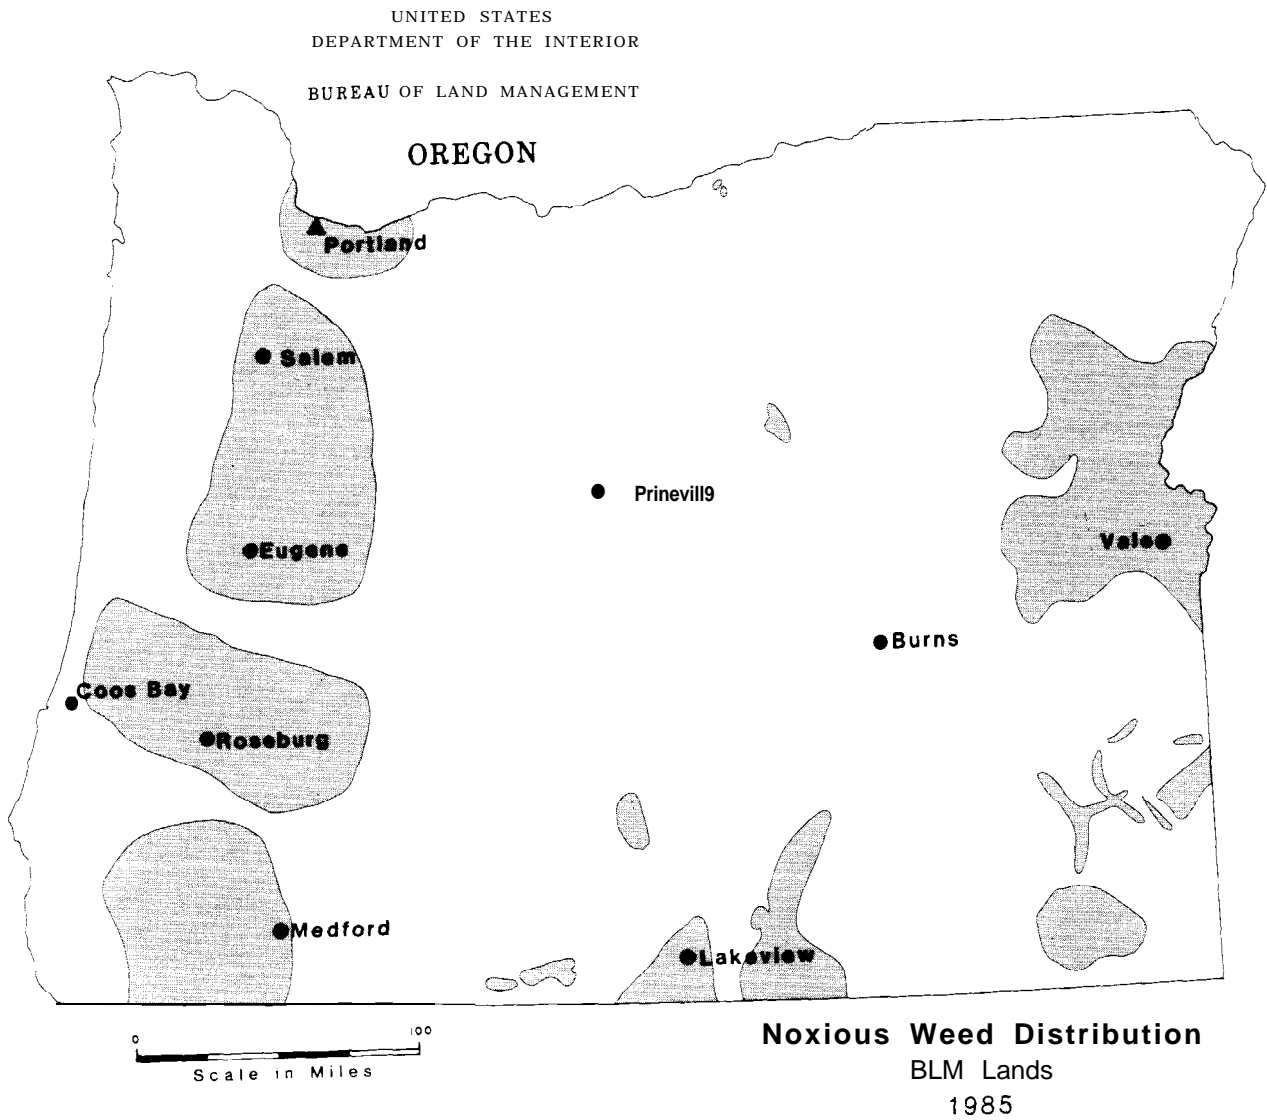 UNITED STATES
DEPARTMENT OF THE INTERIOR
BUREAU OF LAND MANAGEMENT
OREGON
Portland
Salem
Prinevill9
Eugene
Vale
Burns
Coos Bay
Roseburg
Medford
Lakeview
0 100
Scale in Miles
Noxious Weed Distribution
BLM Lands
1985